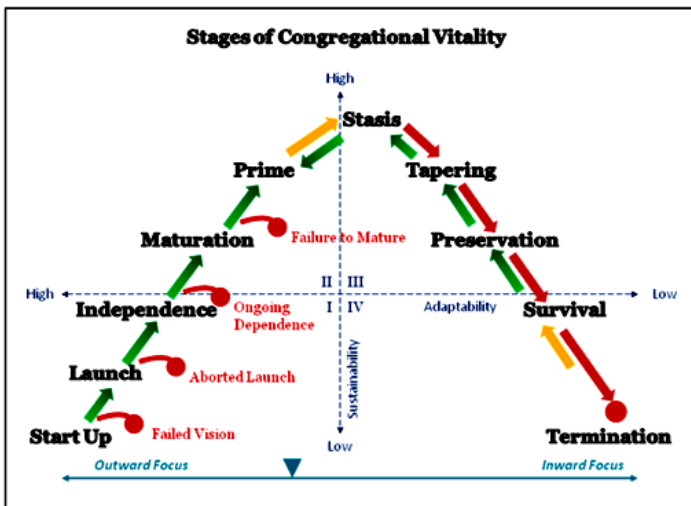 Stages of Congregational Vitality
High
Stasis
Prime
Tapering
Maturation
Failure to Mature
Preservation
II III
High
Low
I IV
Independence
Ongoing
Dependence
Adaptability
Survival
Launch
Aborted Launch
Sustainability
Start Up
Failed Vision
Low
Termination
Outward Focus
Inward Focus